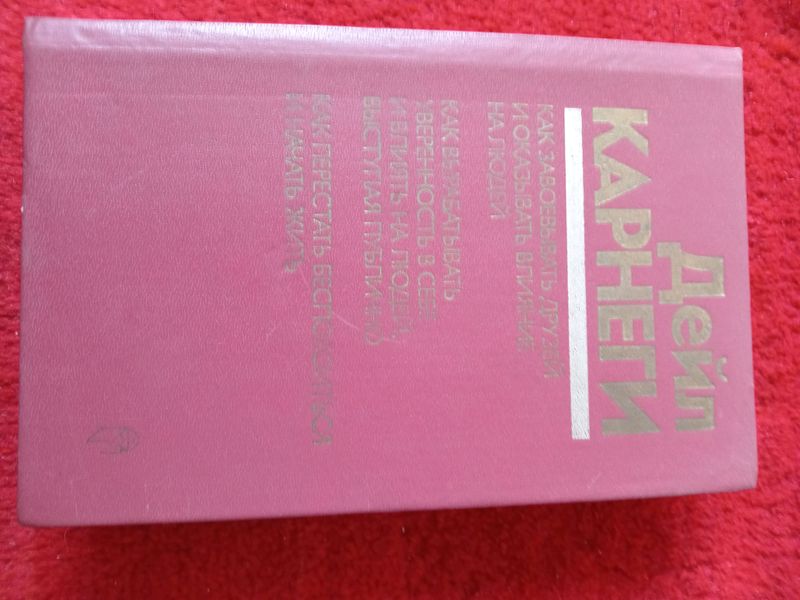 Дейл
КАРНЕГИ
КАК ЗАВОЕВЫВАТЬ ДРУЗЕЙ
И ОКАЗЫВАТЬ ВЛИЯНИЕ
НА ЛЮДЕЙ
КАК ВЫРАБАТЫВАТЬ
УВЕРЕННОСТЬ В СЕБЕ
И ВЛИЯТЬ НА ЛЮДЕЙ,
ВЫСТУПАЯ ПУБЛИЧНО
КАК ПЕРЕСТАТЬ БЕСПОКОИТЬСЯ
И НАЧАТЬ ЖИТЬ